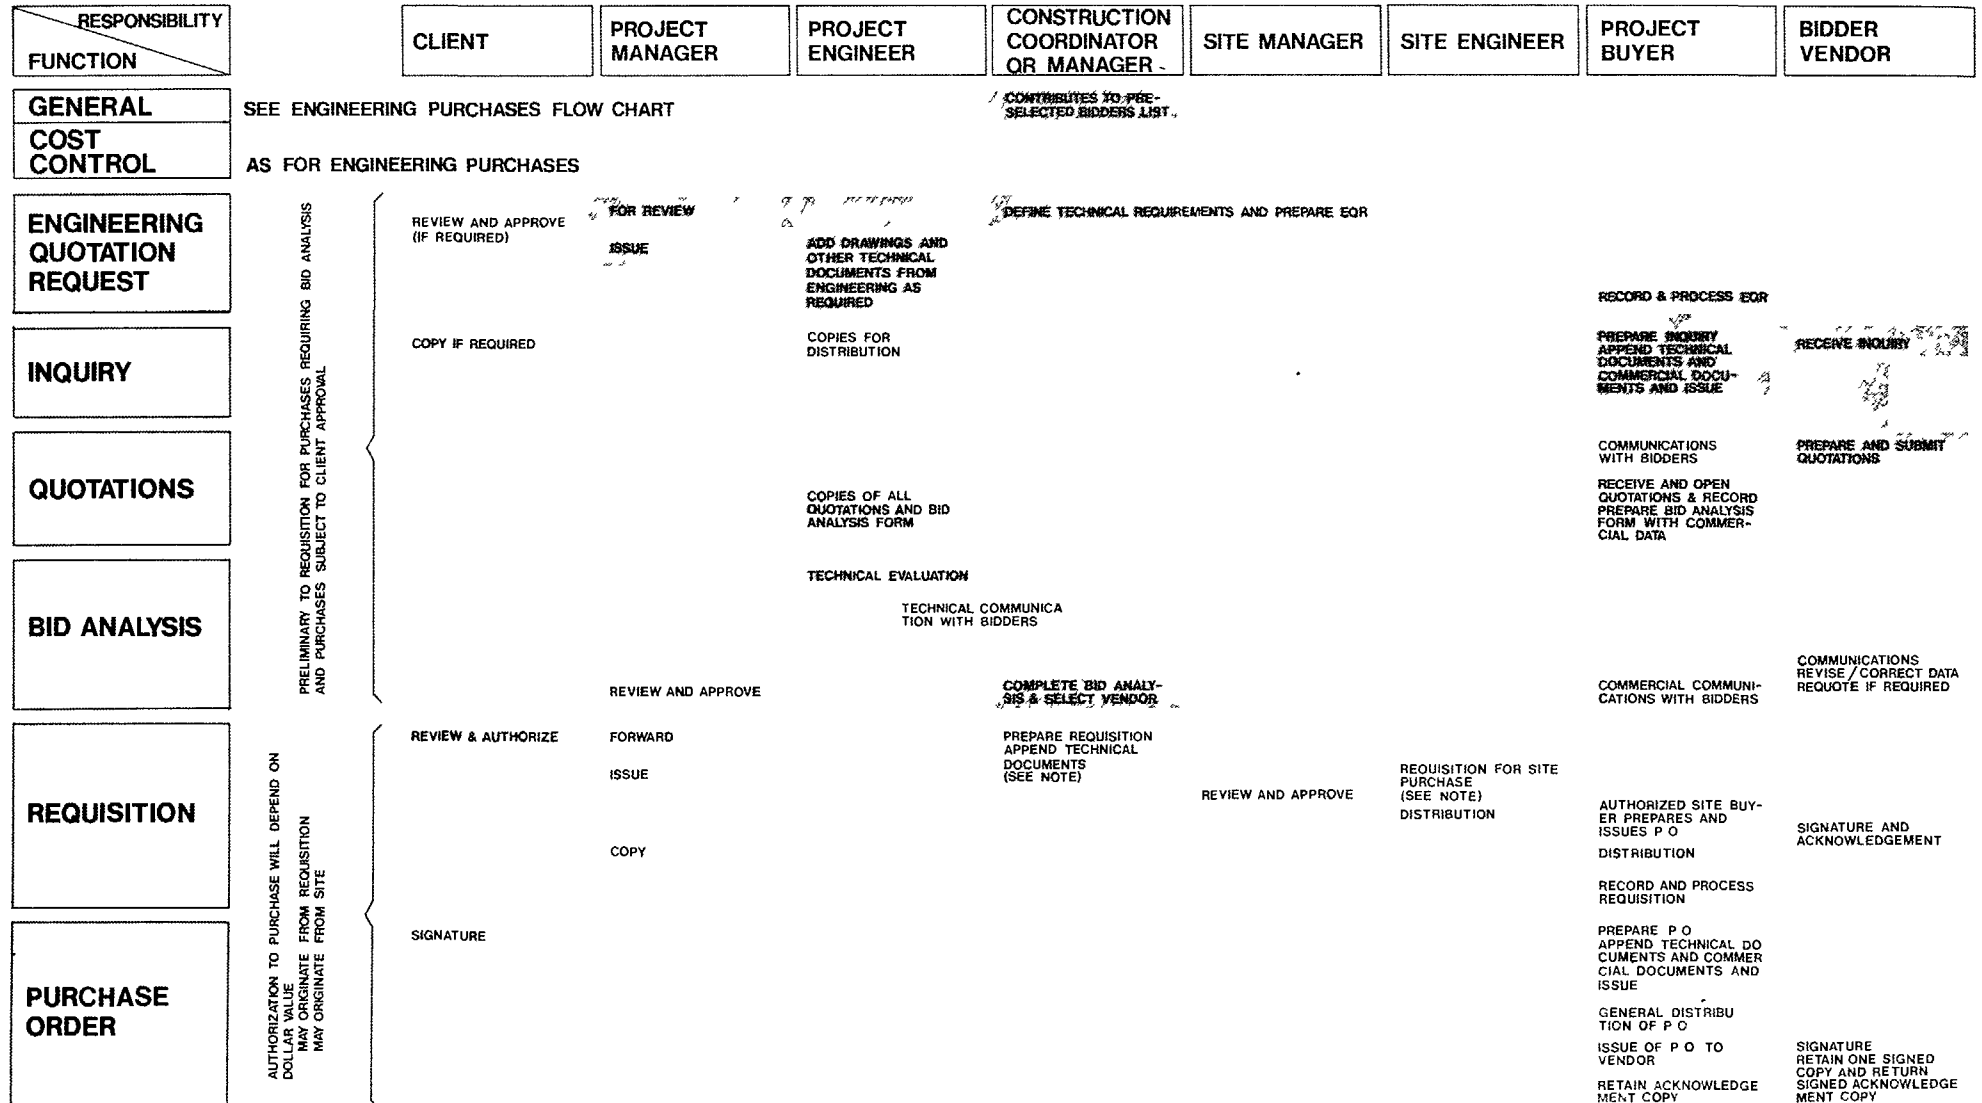 RESPONSIBILITY
FUNCTION
CLIENT
PROJECT
MANAGER
PROJECT
ENGINEER
CONSTRUCTION
COORDINATOR
OR MANAGER
SITE MANAGER
SITE ENGINEER
PROJECT
BUYER
BIDDER
VENDOR
GENERAL
SEE ENGINEERING PURCHASES FLOW CHART
CONTRIBUTES TO PRE-
SELECTED BIDDERS LIST
COST
CONTROL
AS FOR ENGINEERING PURCHASES
PRELIMINARY TO REQUISITION FOR PURCHASES REQUIRING BID ANALYSIS
AND PURCHASES SUBJECT TO CLIENT APPROVAL
ENGINEERING
QUOTATION
REQUEST
REVIEW AND APPROVE
(IF REQUIRED)
FOR REVIEW
ISSUE
ADD DRAWINGS AND
OTHER TECHNICAL
DOCUMENTS FROM
ENGINEERING AS
REQUIRED
DEFINE TECHNICAL REQUIREMENTS AND PREPARE EQR
RECORD & PROCESS EQR
INQUIRY
COPY IF REQUIRED
COPIES FOR
DISTRIBUTION
PREPARE INQUIRY
APPEND TECHNICAL
DOCUMENTS AND
COMMERCIAL DOCU-
MENTS AND ISSUE
RECEIVE INQUIRY
QUOTATIONS
COPIES OF ALL
QUOTATIONS AND BID
ANALYSIS FORM
COMMUNICATIONS
WITH BIDDERS
RECEIVE AND OPEN
QUOTATIONS & RECORD
PREPARE BID ANALYSIS
FORM WITH COMMER-
CIAL DATA
PREPARE AND SUBMIT
QUOTATIONS
BID ANALYSIS
TECHNICAL EVALUATION
TECHNICAL COMMUNICA
TION WITH BIDDERS
REVIEW AND APPROVE
COMPLETE BID ANALY-
SIS & SELECT VENDOR
COMMERCIAL COMMUNI-
CATIONS WITH BIDDERS
COMMUNICATIONS
REVISE/CORRECT DATA
REQUOTE IF REQUIRED
AUTHORIZATION TO PURCHASE WILL DEPEND ON
DOLLAR VALUE
MAY ORIGINATE FROM REQUISITION
MAY ORIGINATE FROM SITE
REQUISITION
REVIEW & AUTHORIZE
FORWARD
ISSUE
COPY
PREPARE REQUISITION
APPEND TECHNICAL
DOCUMENTS
(SEE NOTE)
REVIEW AND APPROVE
REQUISITION FOR SITE
PURCHASE
(SEE NOTE)
DISTRIBUTION
AUTHORIZED SITE BUY-
ER PREPARES AND
ISSUES P O
DISTRIBUTION
RECORD AND PROCESS
REQUISITION
SIGNATURE AND
ACKNOWLEDGEMENT
PURCHASE
ORDER
SIGNATURE
PREPARE P O
APPEND TECHNICAL DO
CUMENTS AND COMMER
CIAL DOCUMENTS AND
ISSUE
GENERAL DISTRIBU
TION OF P O
ISSUE OF P O TO
VENDOR
RETAIN ACKNOWLEDGE
MENT COPY
SIGNATURE
RETAIN ONE SIGNED
COPY AND RETURN
SIGNED ACKNOWLEDGE
MENT COPY